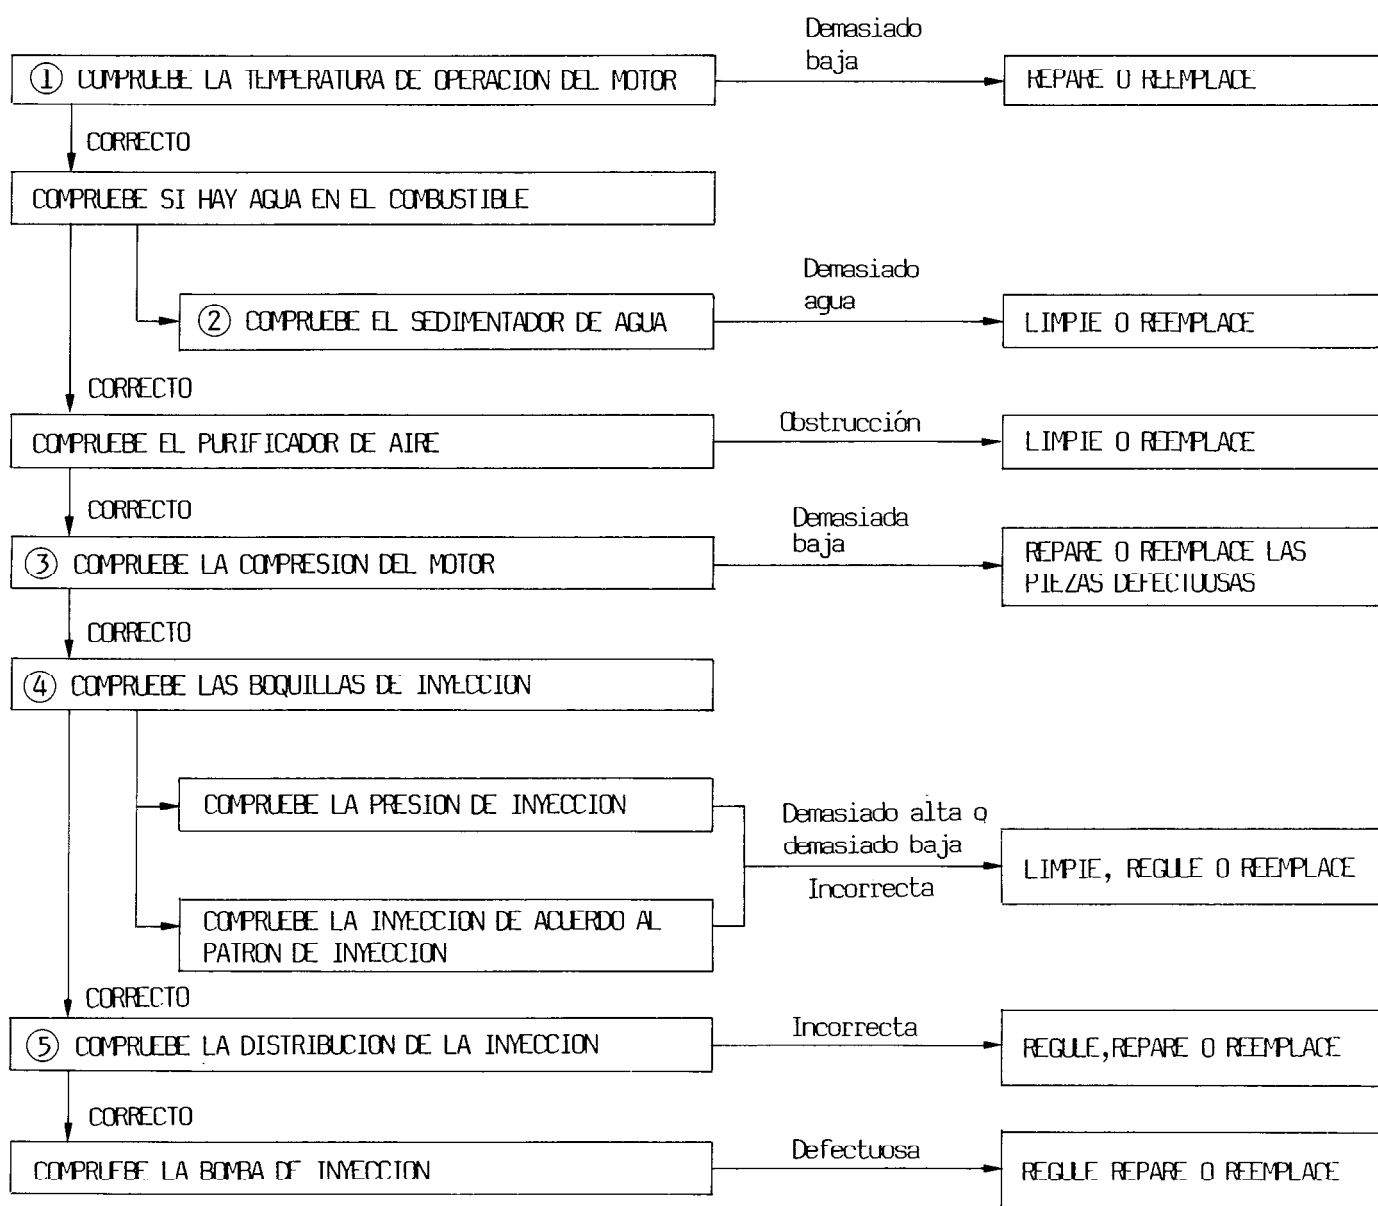 Demasiado
baja
① COMPRUEBE LA TEMPERATURA DE OPERACION DEL MOTOR
REPARE O REEMPLACE
CORRECTO
COMPRUEBE SI HAY AGUA EN EL COMBUSTIBLE
Demasiado
agua
② COMPRUEBE EL SEDIMENTADOR DE AGUA
LIMPIE O REEMPLACE
CORRECTO
COMPRUEBE EL PURIFICADOR DE AIRE
Obstrucción
LIMPIE O REEMPLACE
CORRECTO
Demasiada
baja
③ COMPRUEBE LA COMPRESION DEL MOTOR
REPARE O REEMPLACE LAS
PIEZAS DEFECTUOSAS
CORRECTO
④ COMPRUEBE LAS BOQUILLAS DE INYECCION
COMPRUEBE LA PRESION DE INYECCION
Demasiado alta o
demasiado baja
Incorrecta
LIMPIE, REGULE O REEMPLACE
COMPRUEBE LA INYECCION DE ACUERDO AL
PATRON DE INYECCION
CORRECTO
⑤ COMPRUEBE LA DISTRIBUCION DE LA INYECCION
Incorrecta
REGULE,REPARE O REEMPLACE
CORRECTO
COMPRUEBE LA BOMBA DE INYECCION
Defectuosa
REGULE REPARE O REEMPLACE